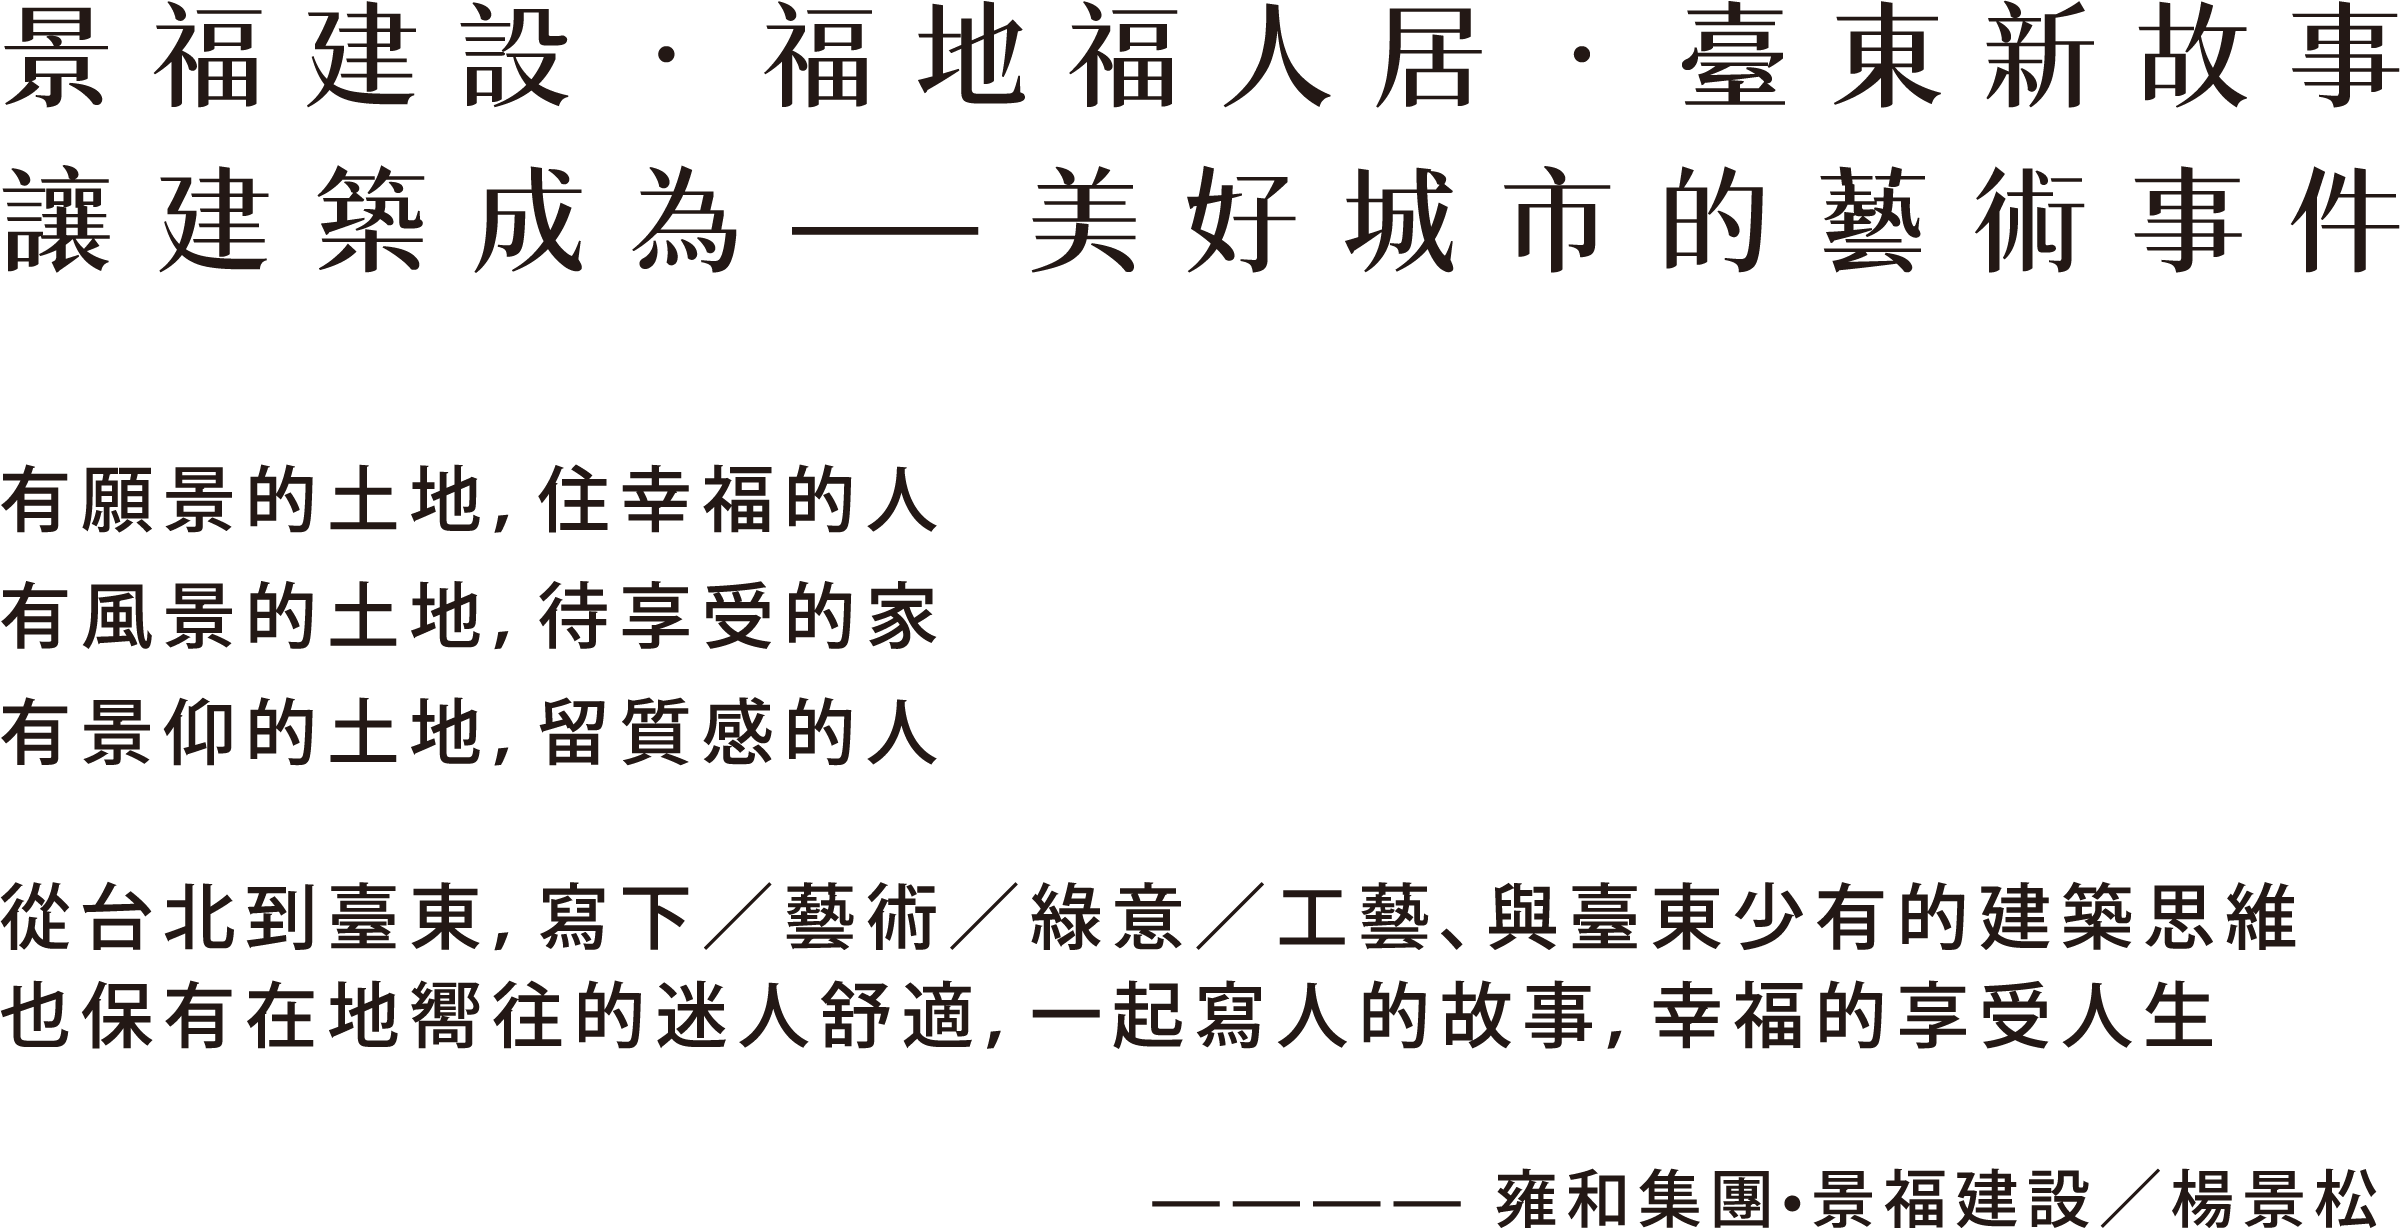 景福建設・福地福人居・臺東新故事
讓建築成為——美好城市的藝術事件
有願景的土地，住幸福的人
有風景的土地，待享受的家
有景仰的土地，留質感的人
從台北到臺東，寫下／藝術／綠意／工藝、與臺東少有的建築思維
也保有在地嚮往的迷人舒適，一起寫人的故事，幸福的享受人生
———— 雍和集團•景福建設／楊景松